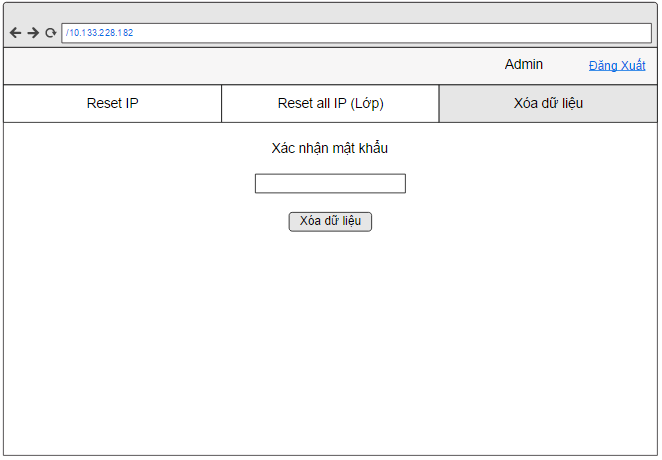 /10.133.228.182
Admin
Đăng Xuất
Reset IP
Reset all IP (Lớp)
Xóa dữ liệu
Xác nhận mật khẩu
Xóa dữ liệu